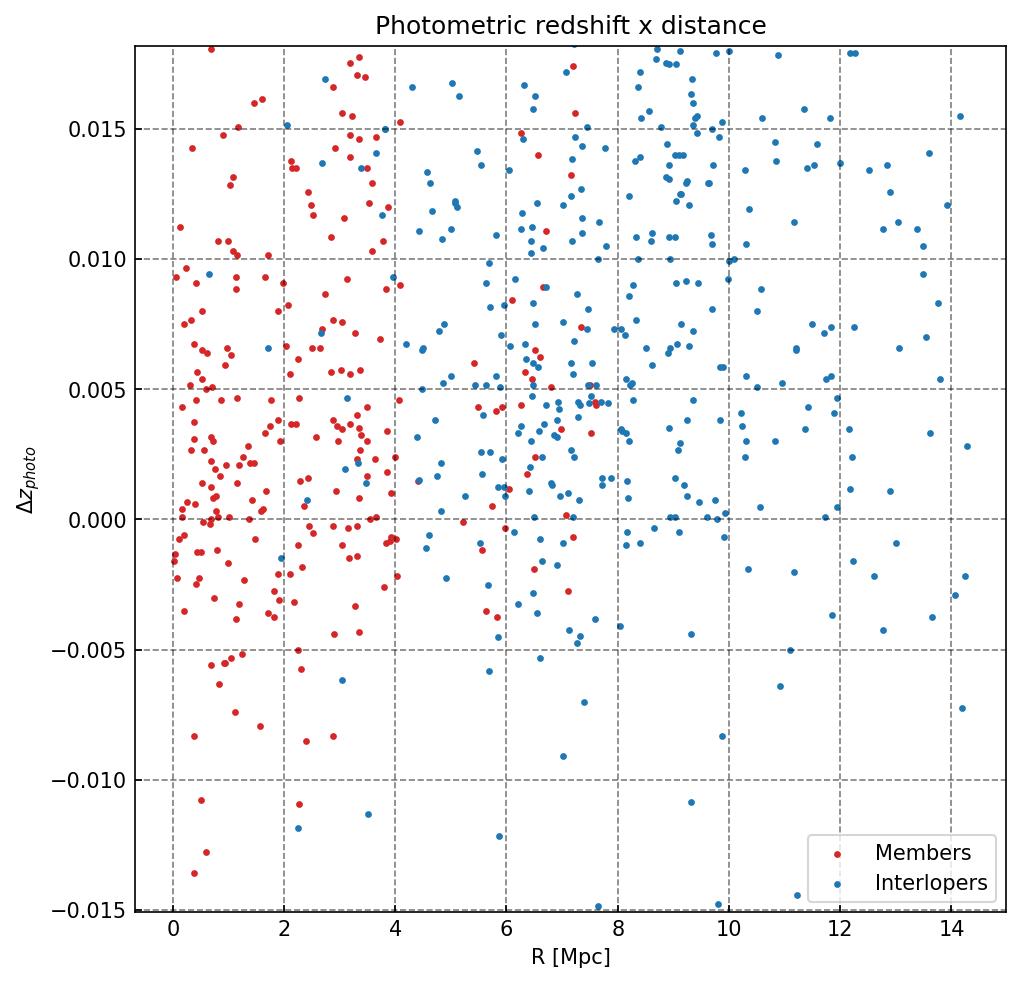 Photometric redshift x distance
0.015
0.010
0.005
0.000
−0.005
−0.010
−0.015
Δz_photo
0 2 4 6 8 10 12 14
R [Mpc]
Members
Interlopers